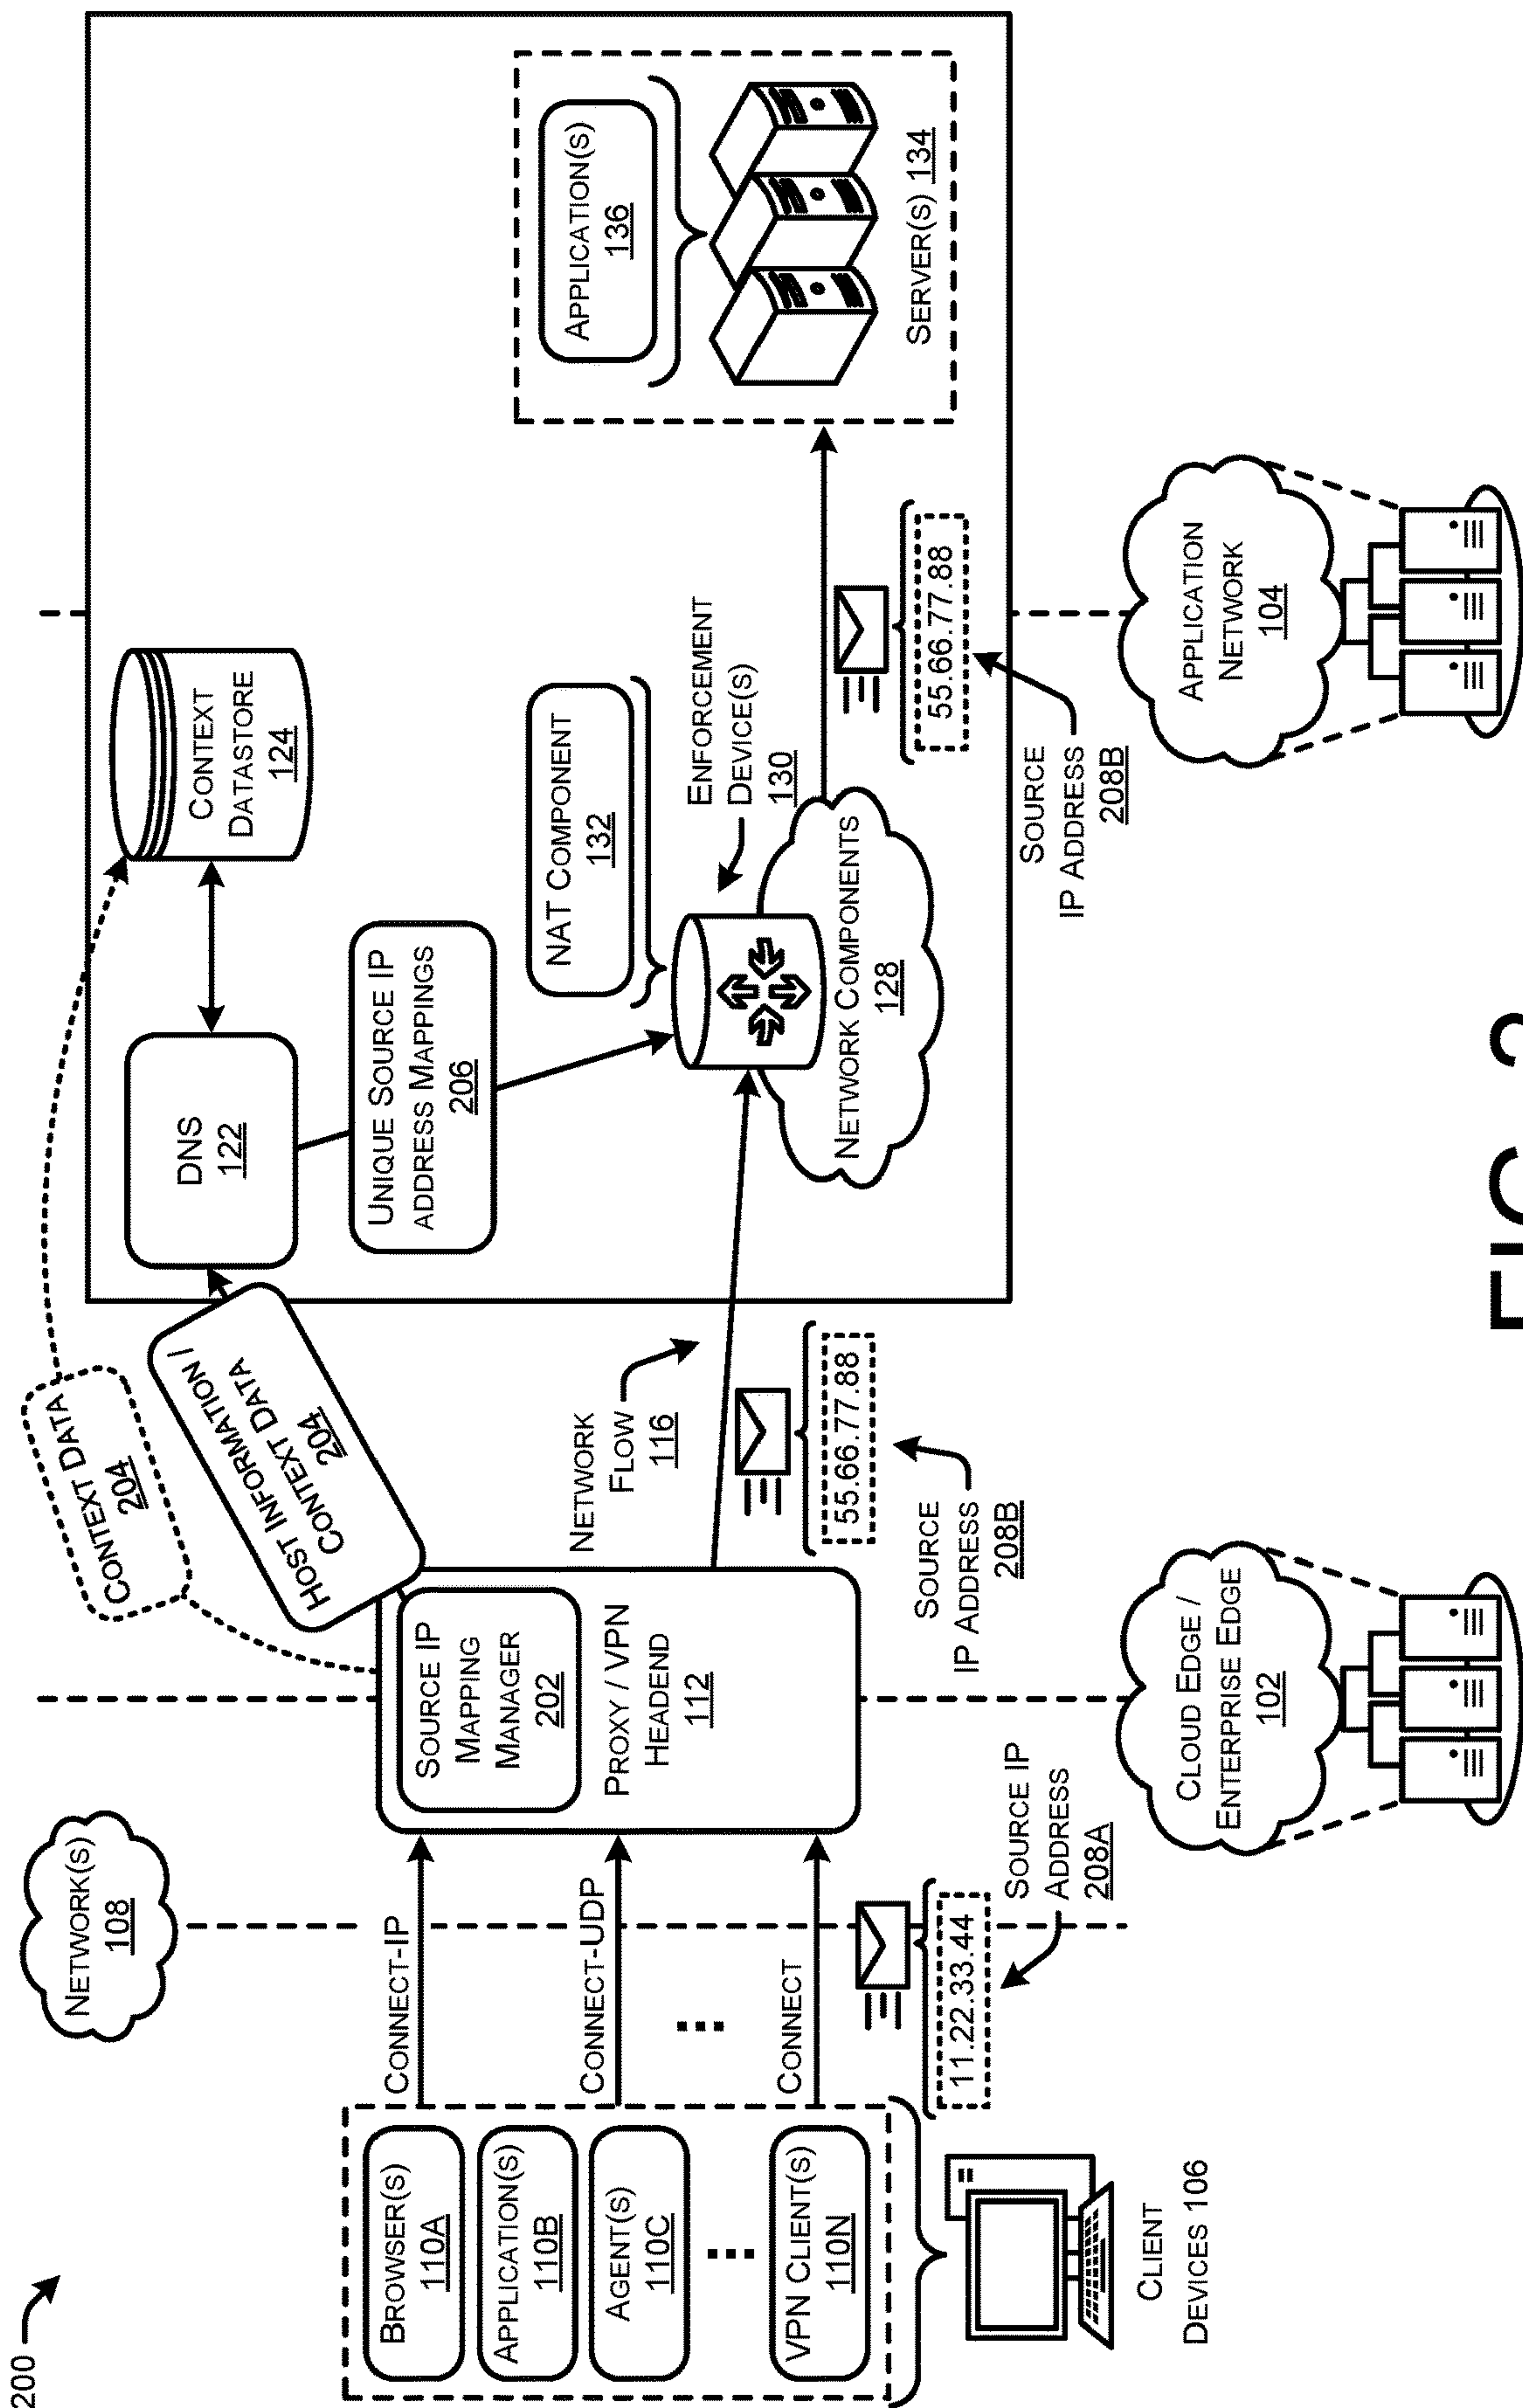 200
NETWORK(S)
108
BROWSER(S)
110A
APPLICATION(S)
110B
AGENT(S)
110C
...
VPN CLIENT(S)
110N
CLIENT
DEVICES 106
CONNECT-IP
CONNECT-UDP
...
CONNECT
11.22.33.44
SOURCE IP
ADDRESS
208A
SOURCE IP
MAPPING
MANAGER
202
PROXY / VPN
HEADEND
112
CLOUD EDGE /
ENTERPRISE EDGE
102
CONTEXT DATA
204
HOST INFORMATION /
CONTEXT DATA
204
NETWORK
FLOW
116
55.66.77.88
SOURCE
IP ADDRESS
208B
DNS
122
CONTEXT
DATASTORE
124
UNIQUE SOURCE IP
ADDRESS MAPPINGS
206
NAT COMPONENT
132
ENFORCEMENT
DEVICE(S)
130
NETWORK COMPONENTS
128
55.66.77.88
SOURCE
IP ADDRESS
208B
APPLICATION(S)
136
SERVER(S) 134
APPLICATION
NETWORK
104